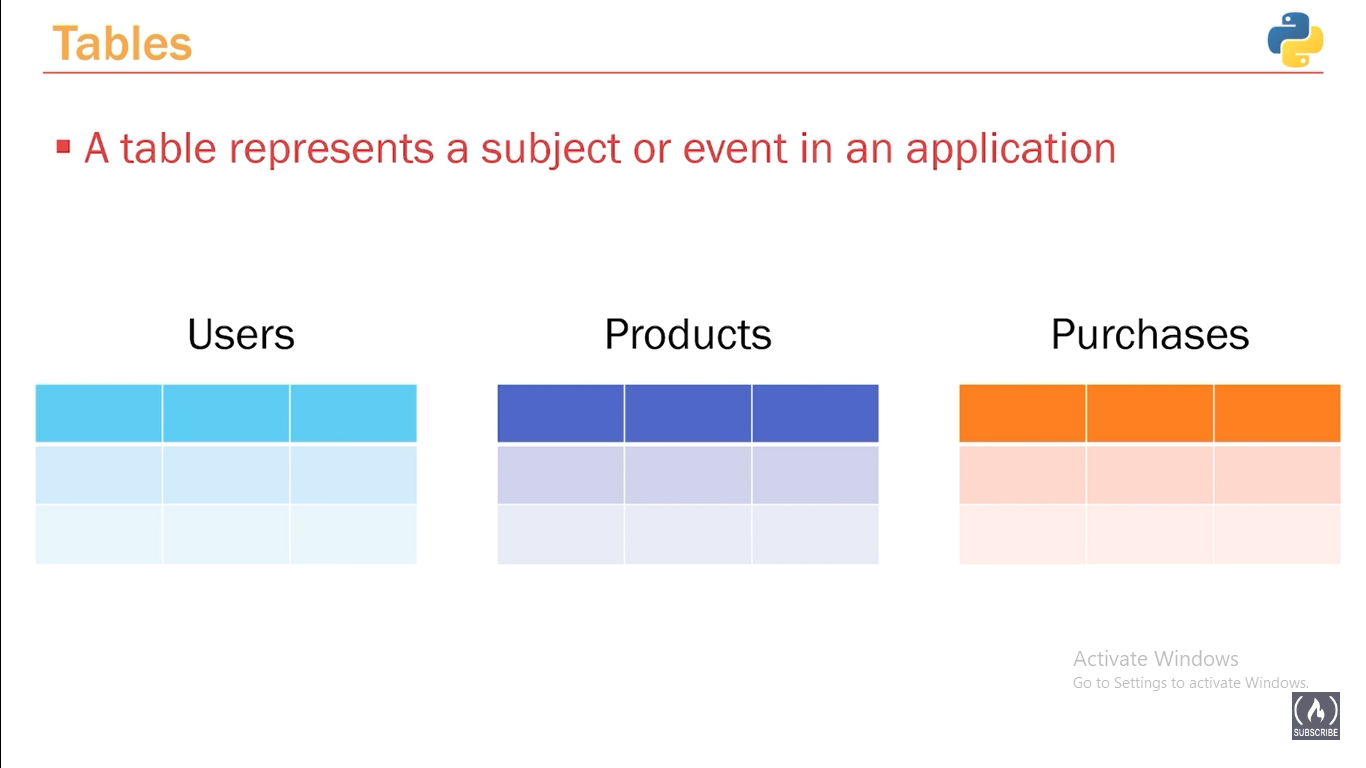 Tables
A table represents a subject or event in an application
Users
Products
Purchases
Activate Windows
Go to Settings to activate Windows.
SUBSCRIBE